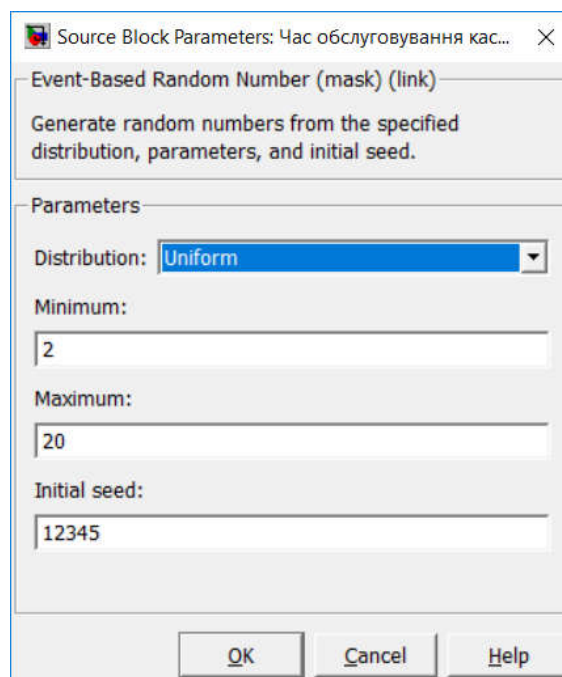 Source Block Parameters: Час обслуговування кас...
Event-Based Random Number (mask) (link)
Generate random numbers from the specified
distribution, parameters, and initial seed.
Parameters
Distribution: Uniform
Minimum:
2
Maximum:
20
Initial seed:
12345
OK Cancel Help